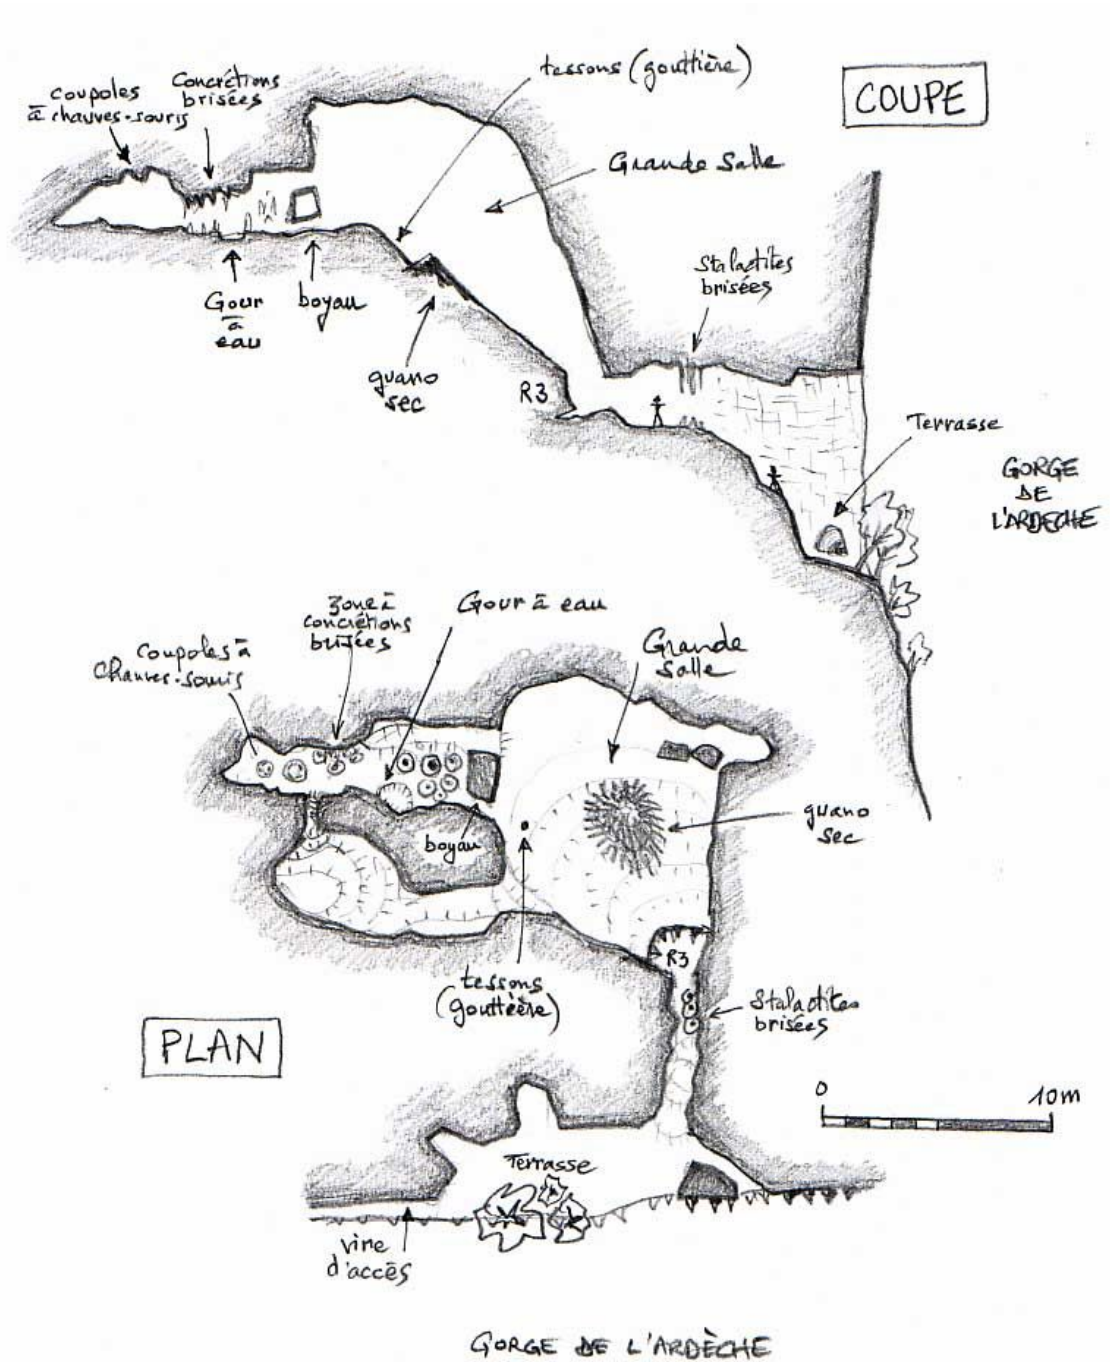 COUPE
tessons (gouttière)
Concrétions
brisées
coupoles
à chauves-souris
Grande Salle
Stalactites
brisées
Gour
à
eau
boyau
guano
sec
R3
Terrasse
GORGE
DE
L'ARDECHE
zone à
concrétions
brisées
Gour à eau
Coupoles à
Chauves-souris
Grande
salle
guano
sec
boyau
R3
tessons
(gouttèère)
Stalactites
brisées
PLAN
0 10m
Terrasse
vire
d'accès
GORGE DE L'ARDÈCHE